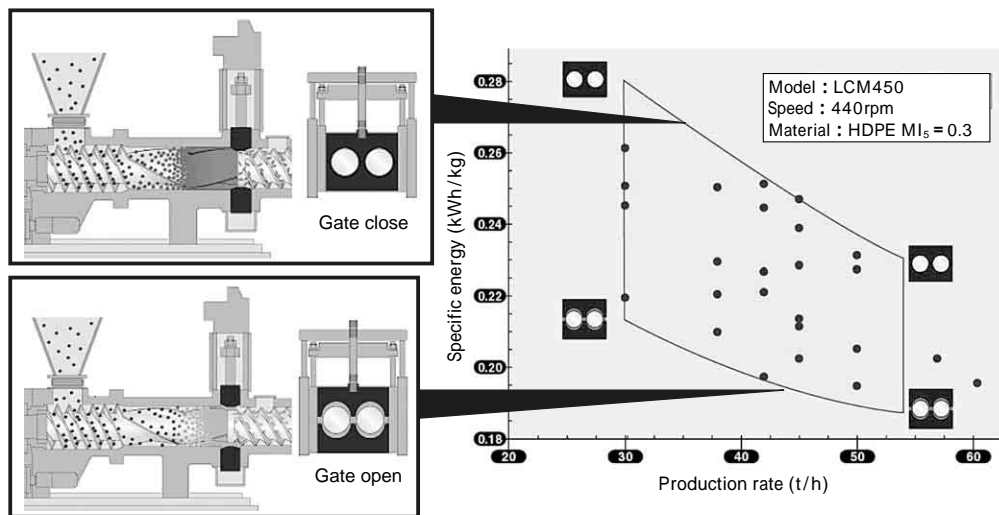 Gate close
Gate open
Model：LCM450
Speed：440rpm
Material：HDPE MI₅＝0.3
Specific energy (kWh/kg)
0.28
0.26
0.24
0.22
0.20
0.18
20
30
40
50
60
Production rate (t/h)